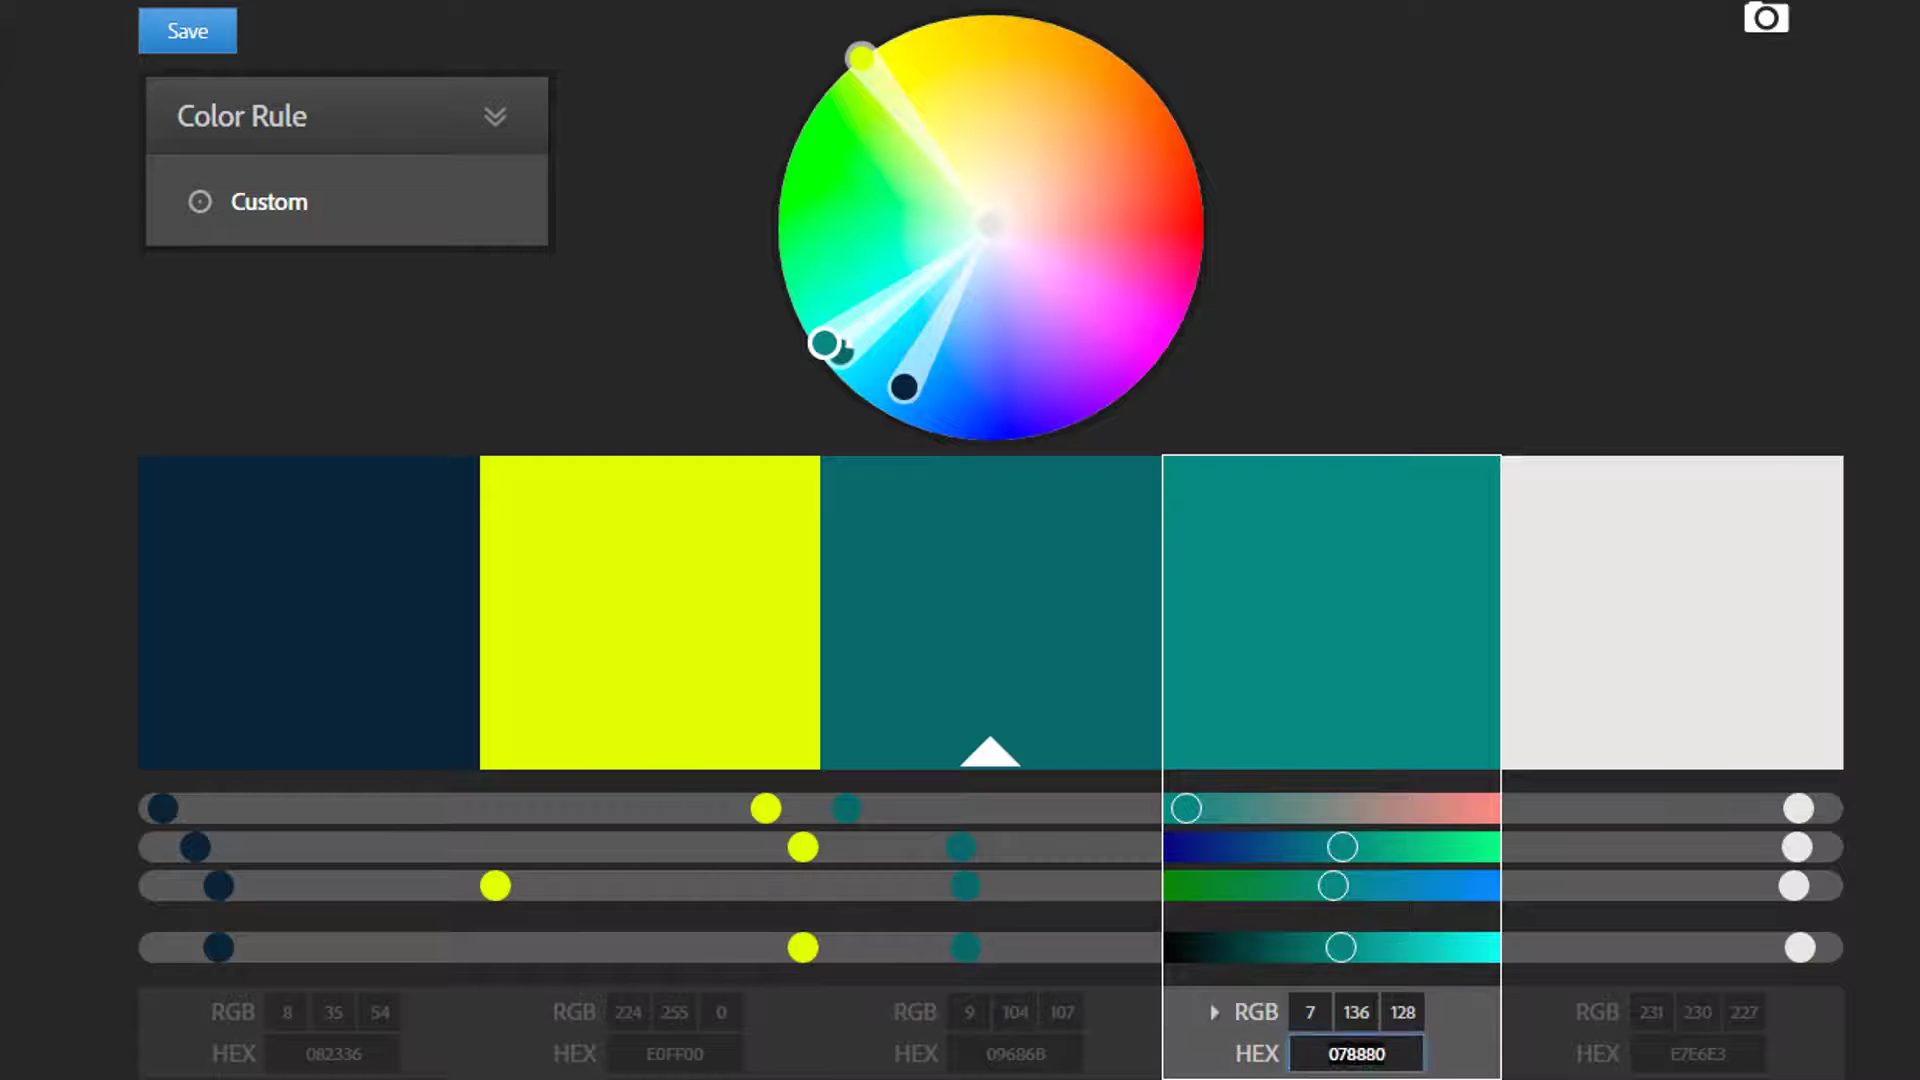 Save
Color Rule
Custom
RGB 8 35 54
HEX 082336
RGB 224 255 0
HEX E0FF00
RGB 9 104 107
HEX 09686B
RGB 7 136 128
HEX 078880
RGB 231 230 227
HEX E7E6E3